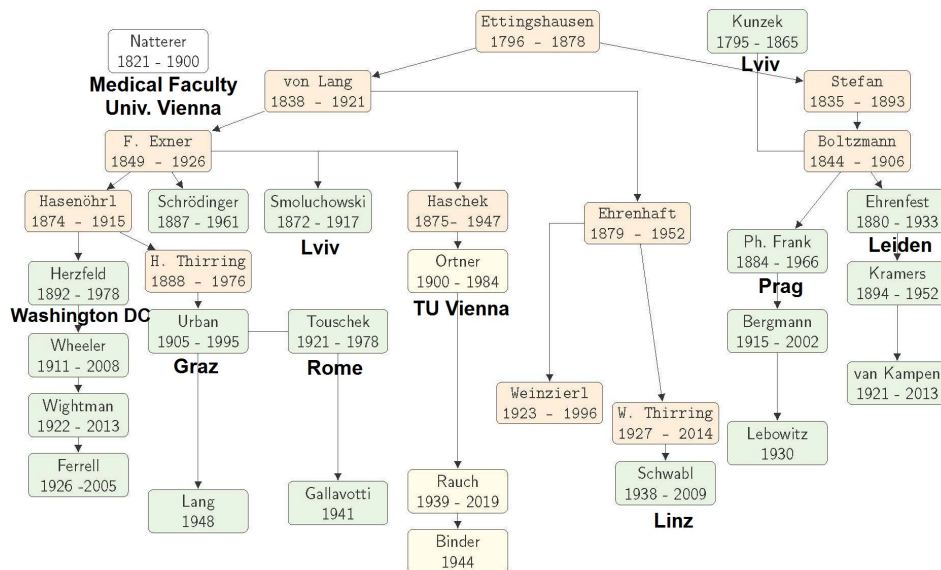 Ettingshausen
1796 - 1878
Kunzek
1795 - 1865
Lviv
Natterer
1821 - 1900
Medical Faculty
Univ. Vienna
von Lang
1838 - 1921
Stefan
1835 - 1893
F. Exner
1849 - 1926
Boltzmann
1844 - 1906
Hasenöhrl
1874 - 1915
Schrödinger
1887 - 1961
Smoluchowski
1872 - 1917
Lviv
Haschek
1875- 1947
Ehrenhaft
1879 - 1952
Ehrenfest
1880 - 1933
Leiden
Ph. Frank
1884 - 1966
Prag
Herzfeld
1892 - 1978
Washington DC
H. Thirring
1888 - 1976
Ortner
1900 - 1984
TU Vienna
Kramers
1894 - 1952
Urban
1905 - 1995
Graz
Touschek
1921 - 1978
Rome
Bergmann
1915 - 2002
Wheeler
1911 - 2008
van Kampen
1921 - 2013
Wightman
1922 - 2013
Weinzierl
1923 - 1996
W. Thirring
1927 - 2014
Lebowitz
1930
Ferrell
1926 -2005
Lang
1948
Gallavotti
1941
Rauch
1939 - 2019
Schwabl
1938 - 2009
Linz
Binder
1944